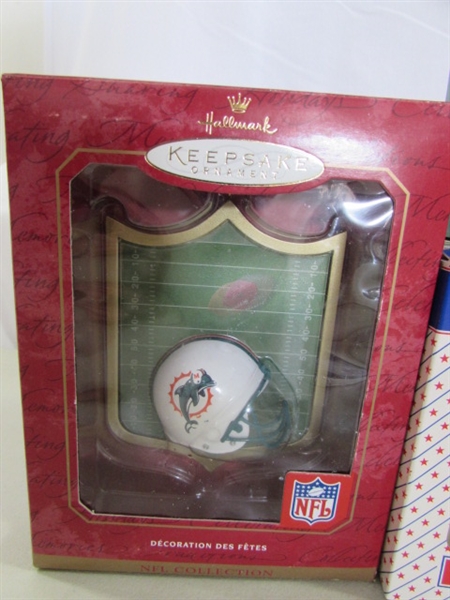 Hallmark
KEEPSAKE
ORNAMENT
NFL
DÉCORATION DES FÊTES
NFL COLLECTION